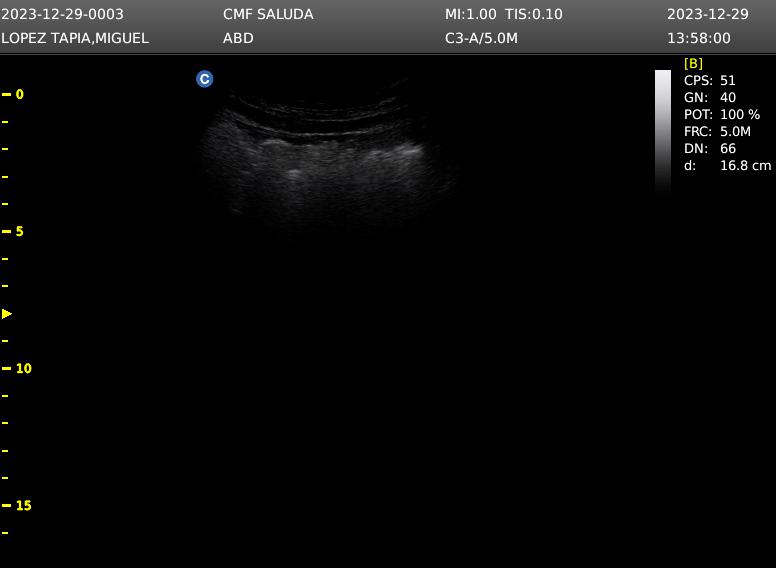 2023-12-29-0003 CMF SALUDA MI:1.00 TIS:0.10 2023-12-29
LOPEZ TAPIA,MIGUEL ABD C3-A/5.0M 13:58:00
[B]
C
CPS: 51
0
GN: 40
POT: 100 %
FRC: 5.0M
DN: 66
d: 16.8 cm
5
10
15